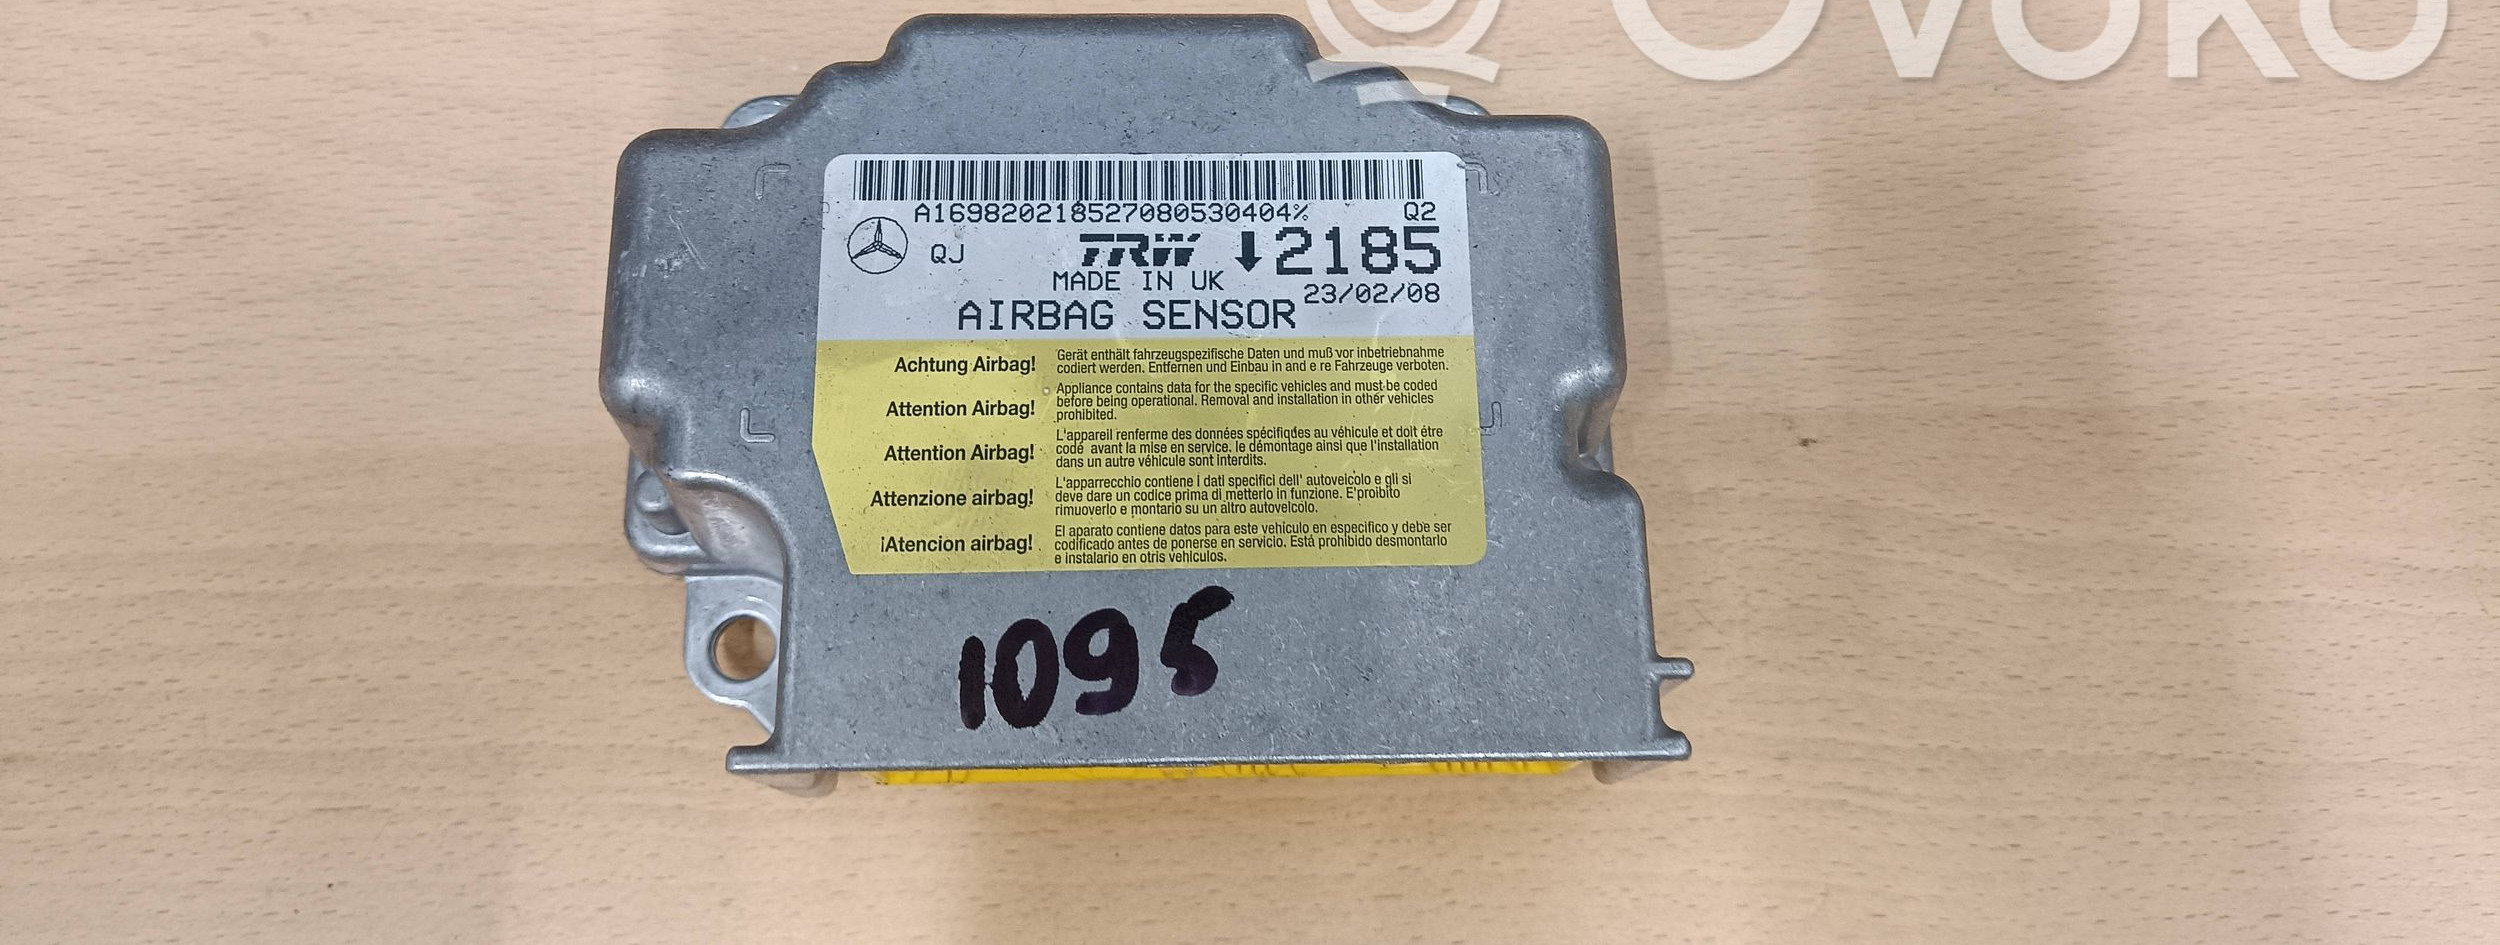 OVOKO
A169820218527080530404% Q2
QJ TRW ↓2185
MADE IN UK
23/02/08
AIRBAG SENSOR
Achtung Airbag!
Gerät enthält fahrzeugspezifische Daten und muß vor inbetriebnahme
codiert werden. Entfernen und Einbau in and e re Fahrzeuge verboten.
Attention Airbag!
Appliance contains data for the specific vehicles and must be coded
before being operational. Removal and installation in other vehicles
prohibited.
Attention Airbag!
L'appareil renferme des données spécifiques au véhicule et doit étre
codé avant la mise en service. le démontage ainsi que l'installation
dans un autre véhicule sont interdits.
Attenzione airbag!
L'apparrecchio contiene i dati specifici dell' autoveicolo e gli si
deve dare un codice prima di metterlo in funzione. E'proibito
rimuoverlo e montario su un altro autoveicolo.
¡Atencion airbag!
El aparato contiene datos para este vehiculo en especifico y debe ser
codificado antes de ponerse en servicio. Está prohibido desmontarlo
e instalario en otris vehiculos.
1095